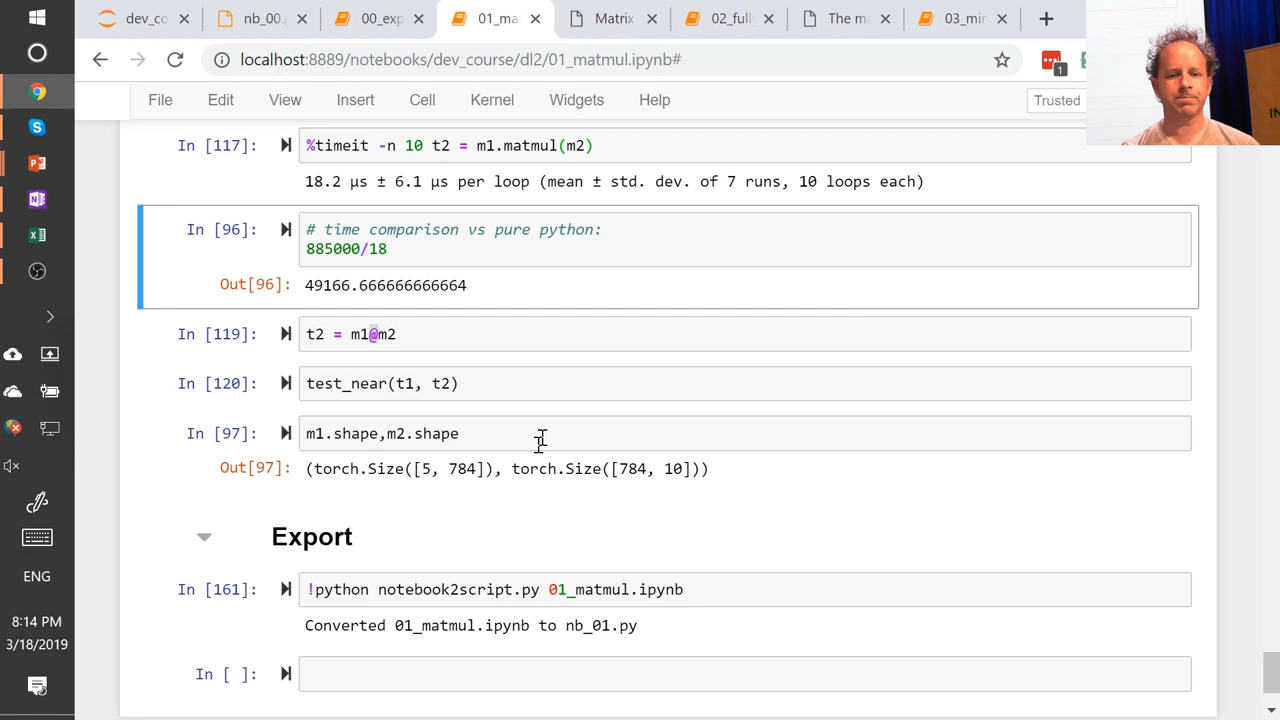 dev_co
nb_00.
00_exp
01_mat
Matrix
02_full
The ma
03_mir
localhost:8889/notebooks/dev_course/dl2/01_matmul.ipynb#
1
File Edit View Insert Cell Kernel Widgets Help
Trusted
IN
In [117]: %timeit -n 10 t2 = m1.matmul(m2)
18.2 µs ± 6.1 µs per loop (mean ± std. dev. of 7 runs, 10 loops each)
In [96]: # time comparison vs pure python:
885000/18
Out[96]: 49166.666666666664
In [119]: t2 = m1@m2
In [120]: test_near(t1, t2)
In [97]: m1.shape,m2.shape
Out[97]: (torch.Size([5, 784]), torch.Size([784, 10]))
Export
In [161]: !python notebook2script.py 01_matmul.ipynb
Converted 01_matmul.ipynb to nb_01.py
In [ ]:
ENG
8:14 PM
3/18/2019